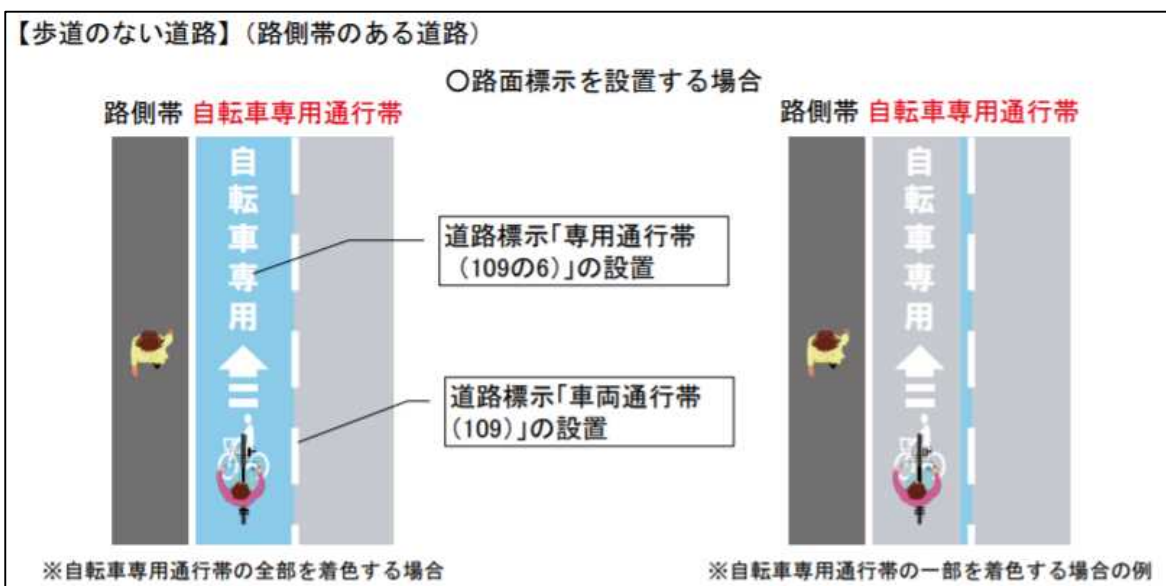 【歩道のない道路】（路側帯のある道路）
〇路面標示を設置する場合
路側帯 自転車専用通行帯
自転車専用
道路標示「専用通行帯
（109の6）」の設置
道路標示「車両通行帯
（109）」の設置
※自転車専用通行帯の全部を着色する場合
路側帯 自転車専用通行帯
自転車専用
※自転車専用通行帯の一部を着色する場合の例